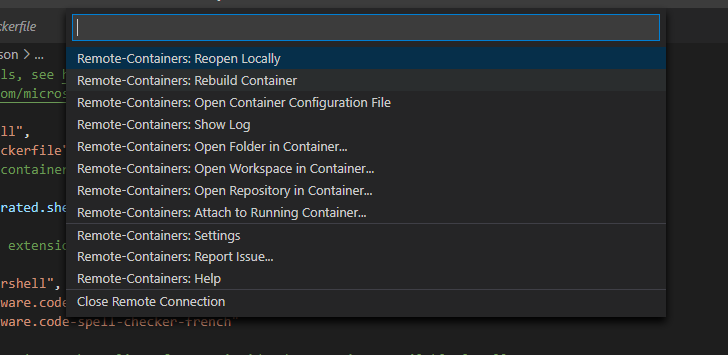 ckerfile
Remote-Containers: Reopen Locally
Remote-Containers: Rebuild Container
Remote-Containers: Open Container Configuration File
Remote-Containers: Show Log
Remote-Containers: Open Folder in Container...
Remote-Containers: Open Workspace in Container...
Remote-Containers: Open Repository in Container...
Remote-Containers: Attach to Running Container...
Remote-Containers: Settings
Remote-Containers: Report Issue...
Remote-Containers: Help
Close Remote Connection
son > ...
ls, see h
om/micros
ll",
ckerfile"
container
rated.she
extension
rshell",
ware.code
ware.code-spell-checker-french"